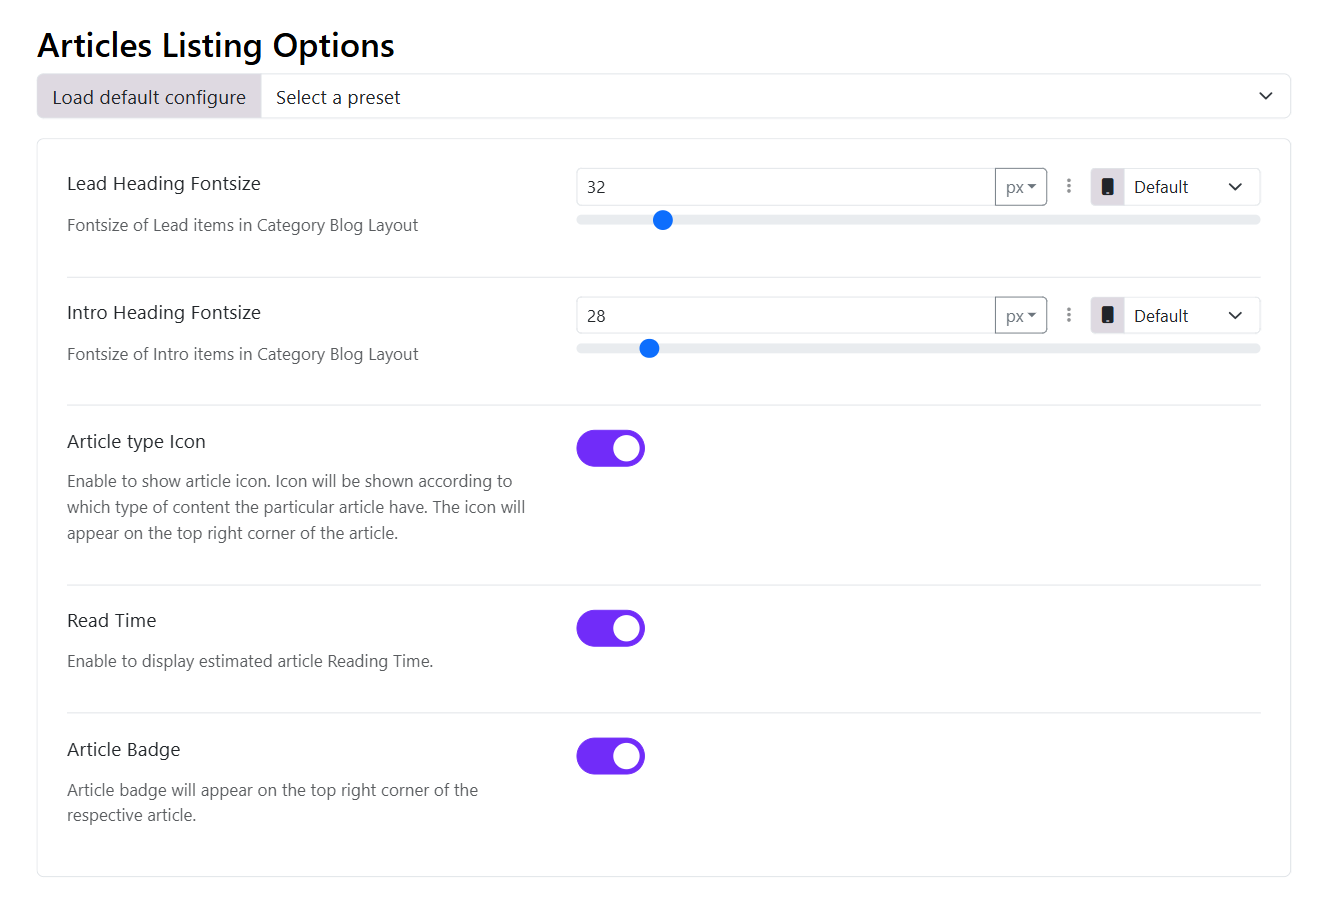 Articles Listing Options
Load default configure Select a preset
Lead Heading Fontsize 32 px Default
Fontsize of Lead items in Category Blog Layout
Intro Heading Fontsize 28 px Default
Fontsize of Intro items in Category Blog Layout
Article type Icon
Enable to show article icon. Icon will be shown according to
which type of content the particular article have. The icon will
appear on the top right corner of the article.
Read Time
Enable to display estimated article Reading Time.
Article Badge
Article badge will appear on the top right corner of the
respective article.